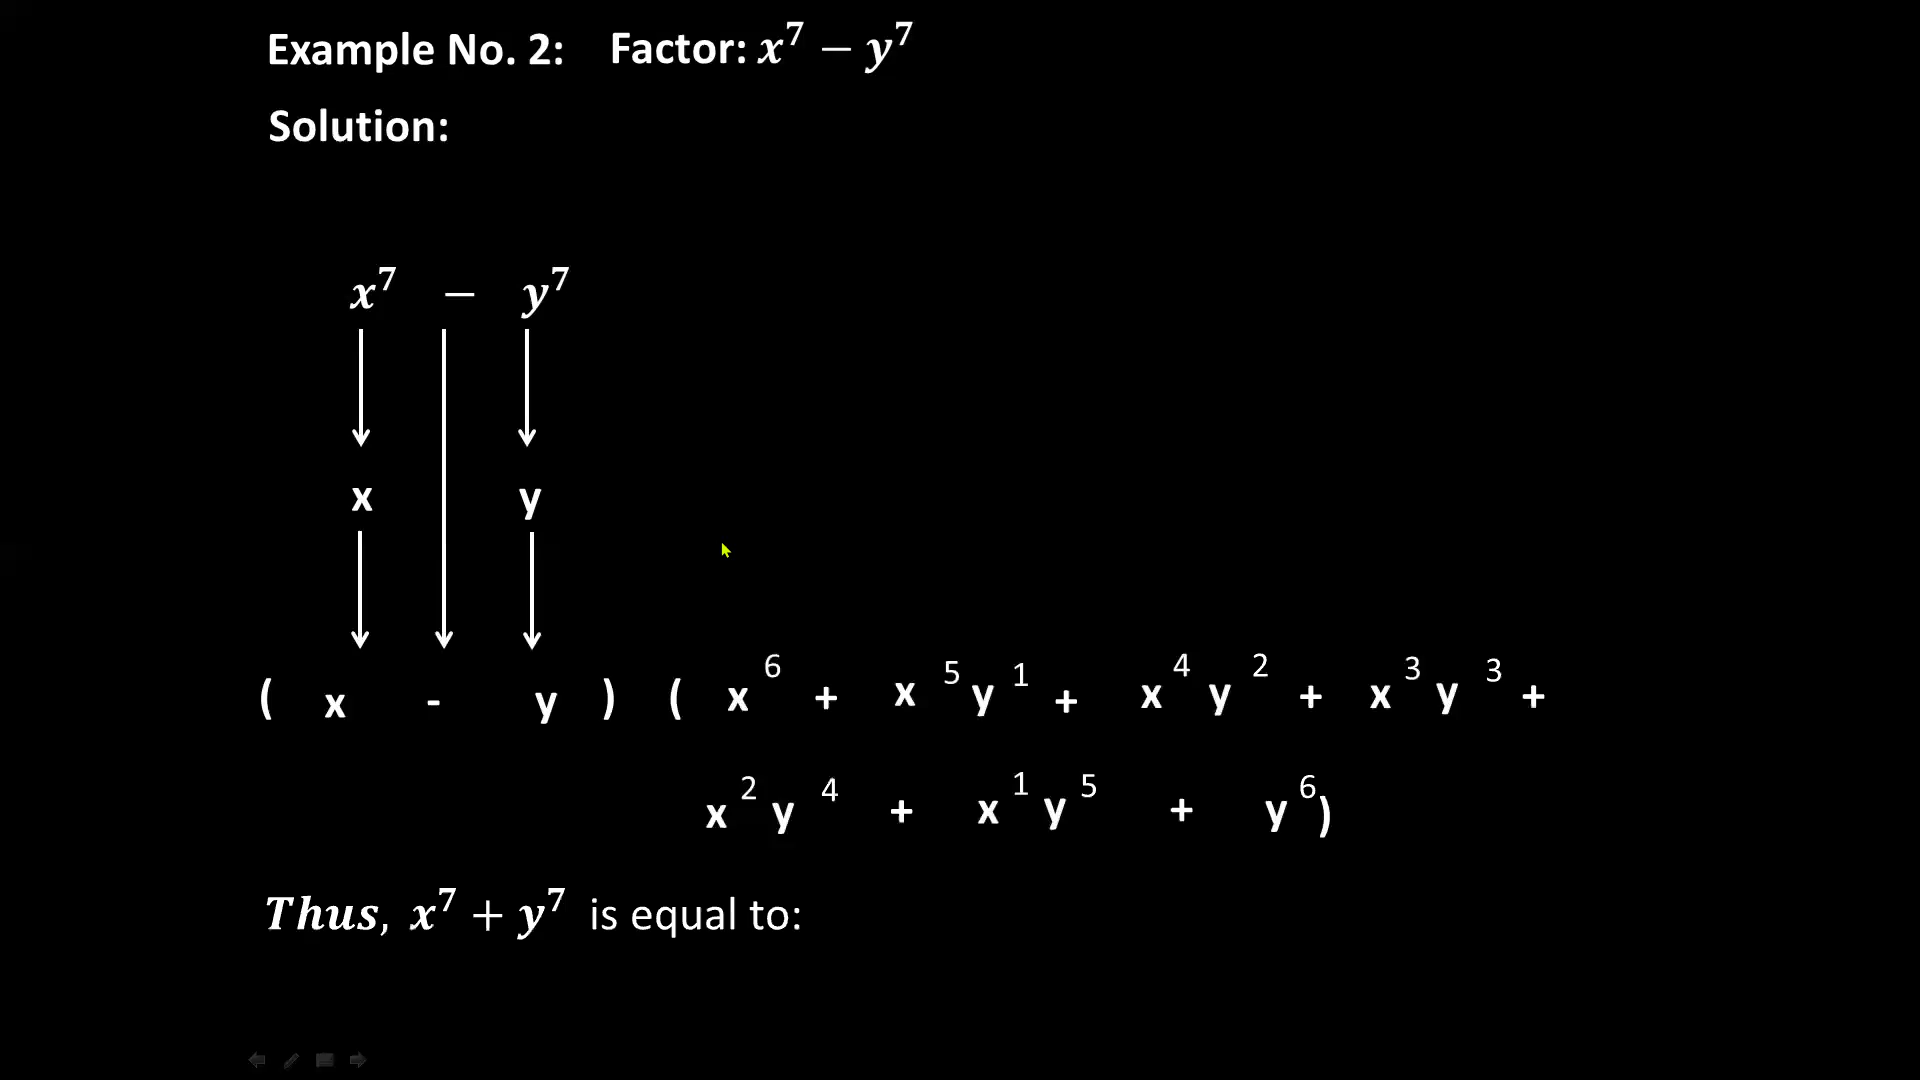 Example No. 2: Factor: x⁷ − y⁷
Solution:
x⁷ − y⁷
x y
( x - y ) ( x⁶ + x⁵y¹ + x⁴y² + x³y³ +
x²y⁴ + x¹y⁵ + y⁶)
Thus, x⁷ + y⁷ is equal to: